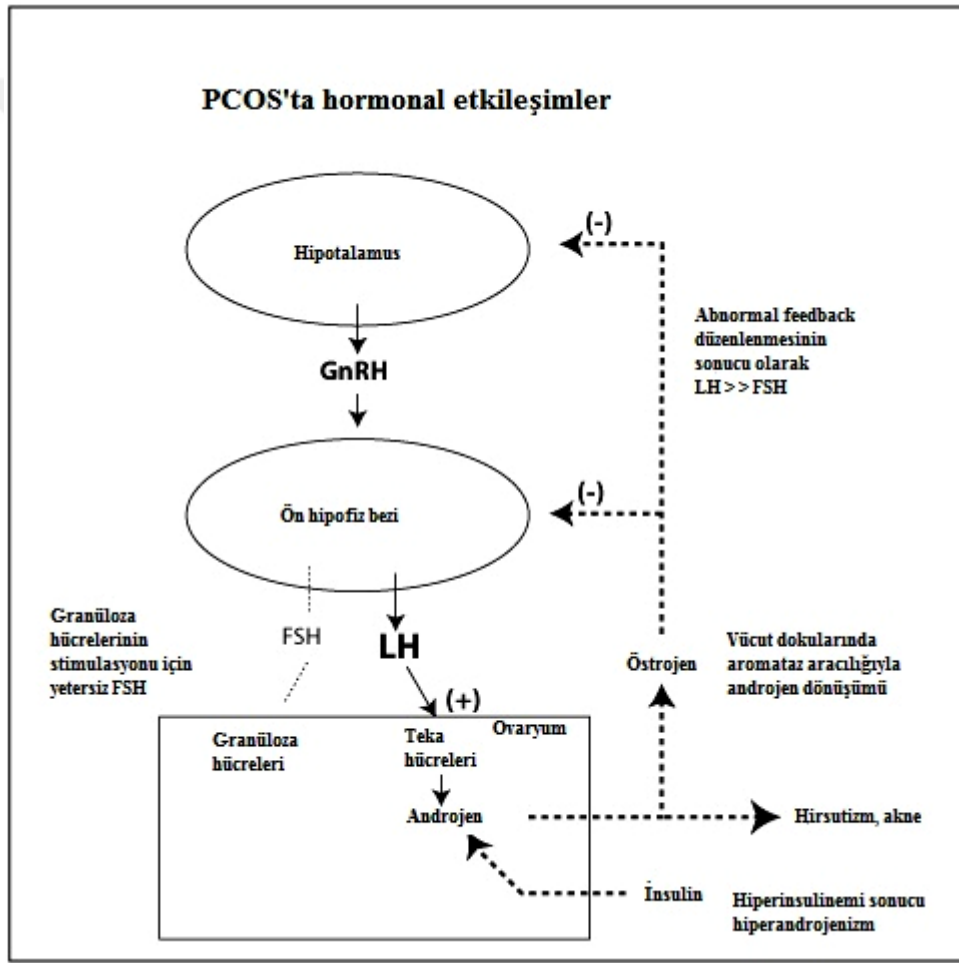 PCOS'ta hormonal etkileşimler
(-)
Hipotalamus
Abnormal feedback
düzenlenmesinin
sonucu olarak
LH>>FSH
GnRH
(-)
Ön hipofiz bezi
Granüloza
hücrelerinin
stimulasyonu için
yetersiz FSH
FSH
LH
Östrojen
Vücut dokularında
aromataz aracılığıyla
androjen dönüşümü
(+)
Ovaryum
Granüloza
hücreleri
Teka
hücreleri
Androjen
Hirsutizm, akne
İnsulin
Hiperinsulinemi sonucu
hiperandrojenizm